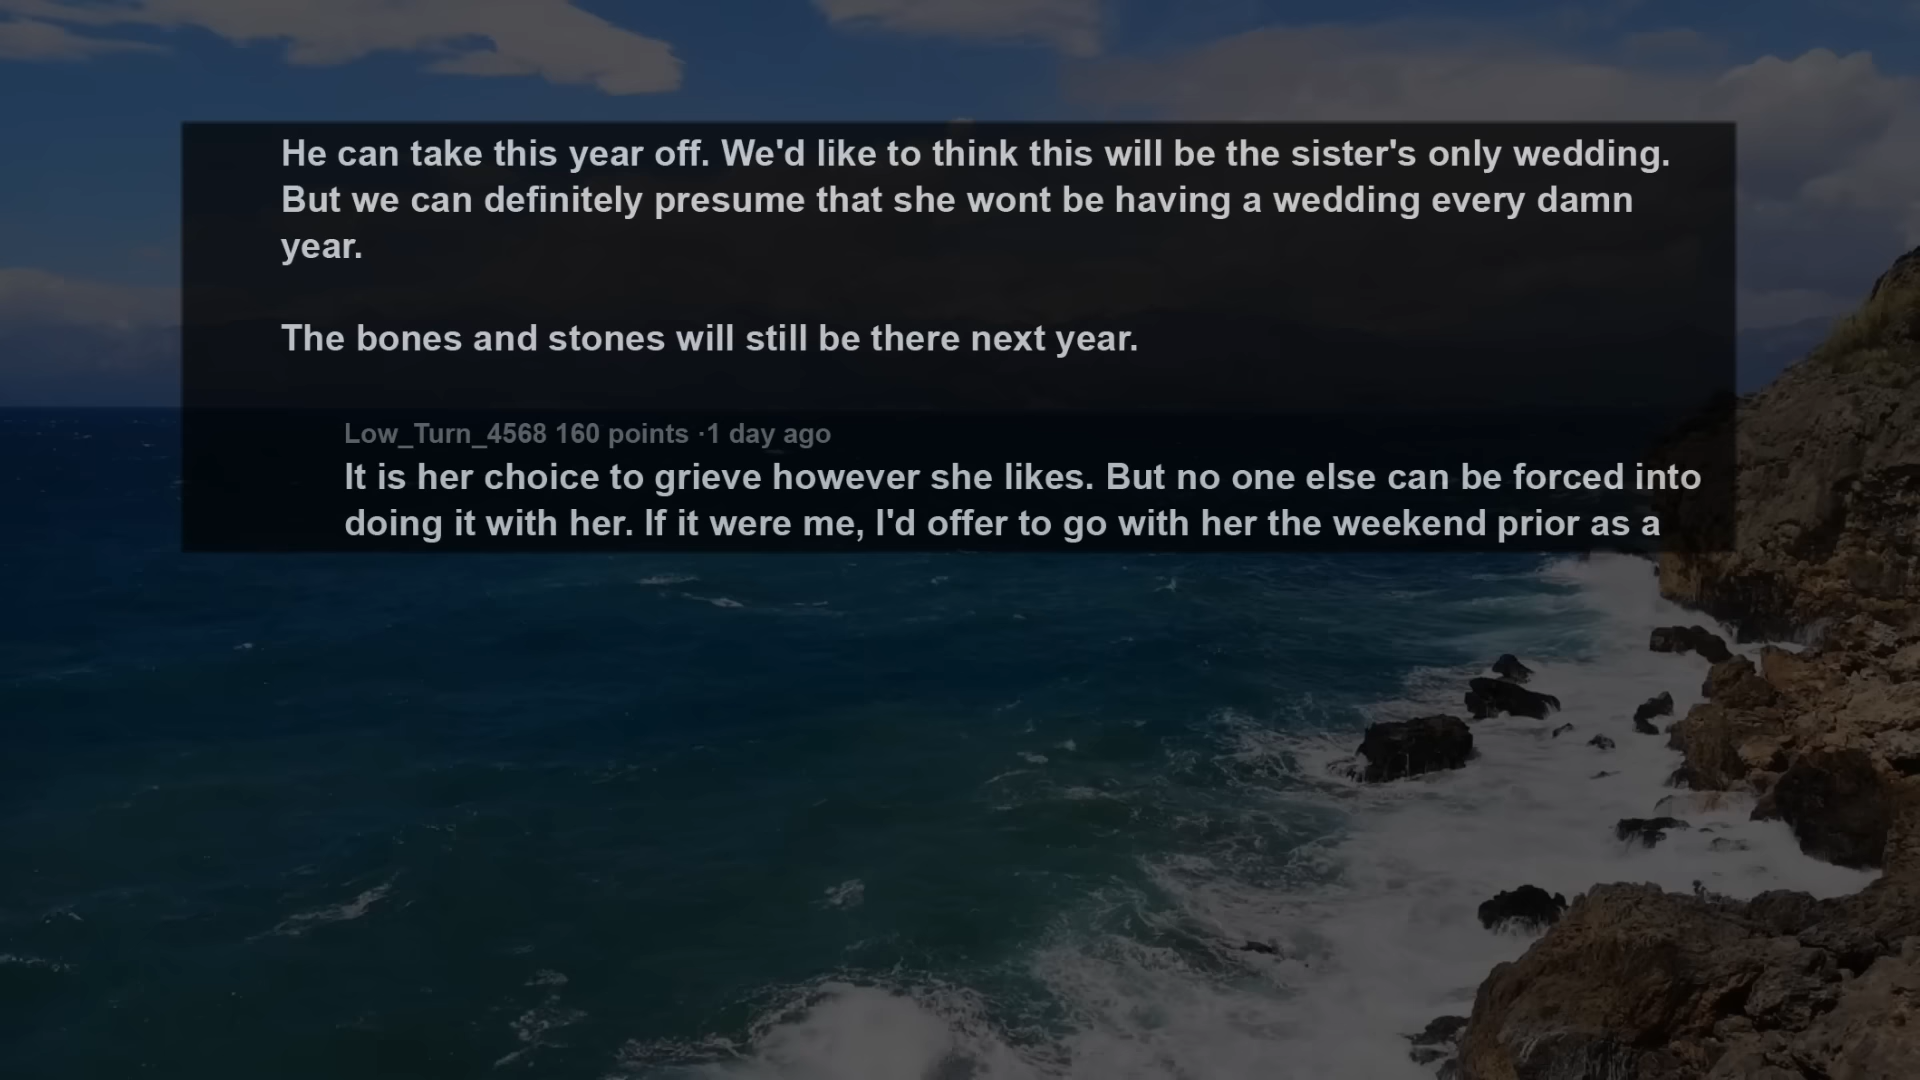 He can take this year off. We'd like to think this will be the sister's only wedding.
But we can definitely presume that she wont be having a wedding every damn
year.
The bones and stones will still be there next year.
Low_Turn_4568 160 points ·1 day ago
It is her choice to grieve however she likes. But no one else can be forced into
doing it with her. If it were me, I'd offer to go with her the weekend prior as a